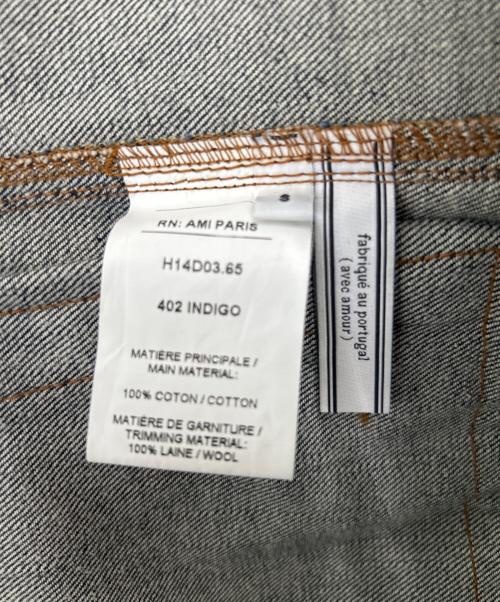 S
RN: AMI PARIS
H14D03.65
402 INDIGO
MATIÈRE PRINCIPALE /
MAIN MATERIAL:
100% COTON / COTTON
MATIÈRE DE GARNITURE /
TRIMMING MATERIAL:
100% LAINE / WOOL
fabriqué au portugal
(avec amour)